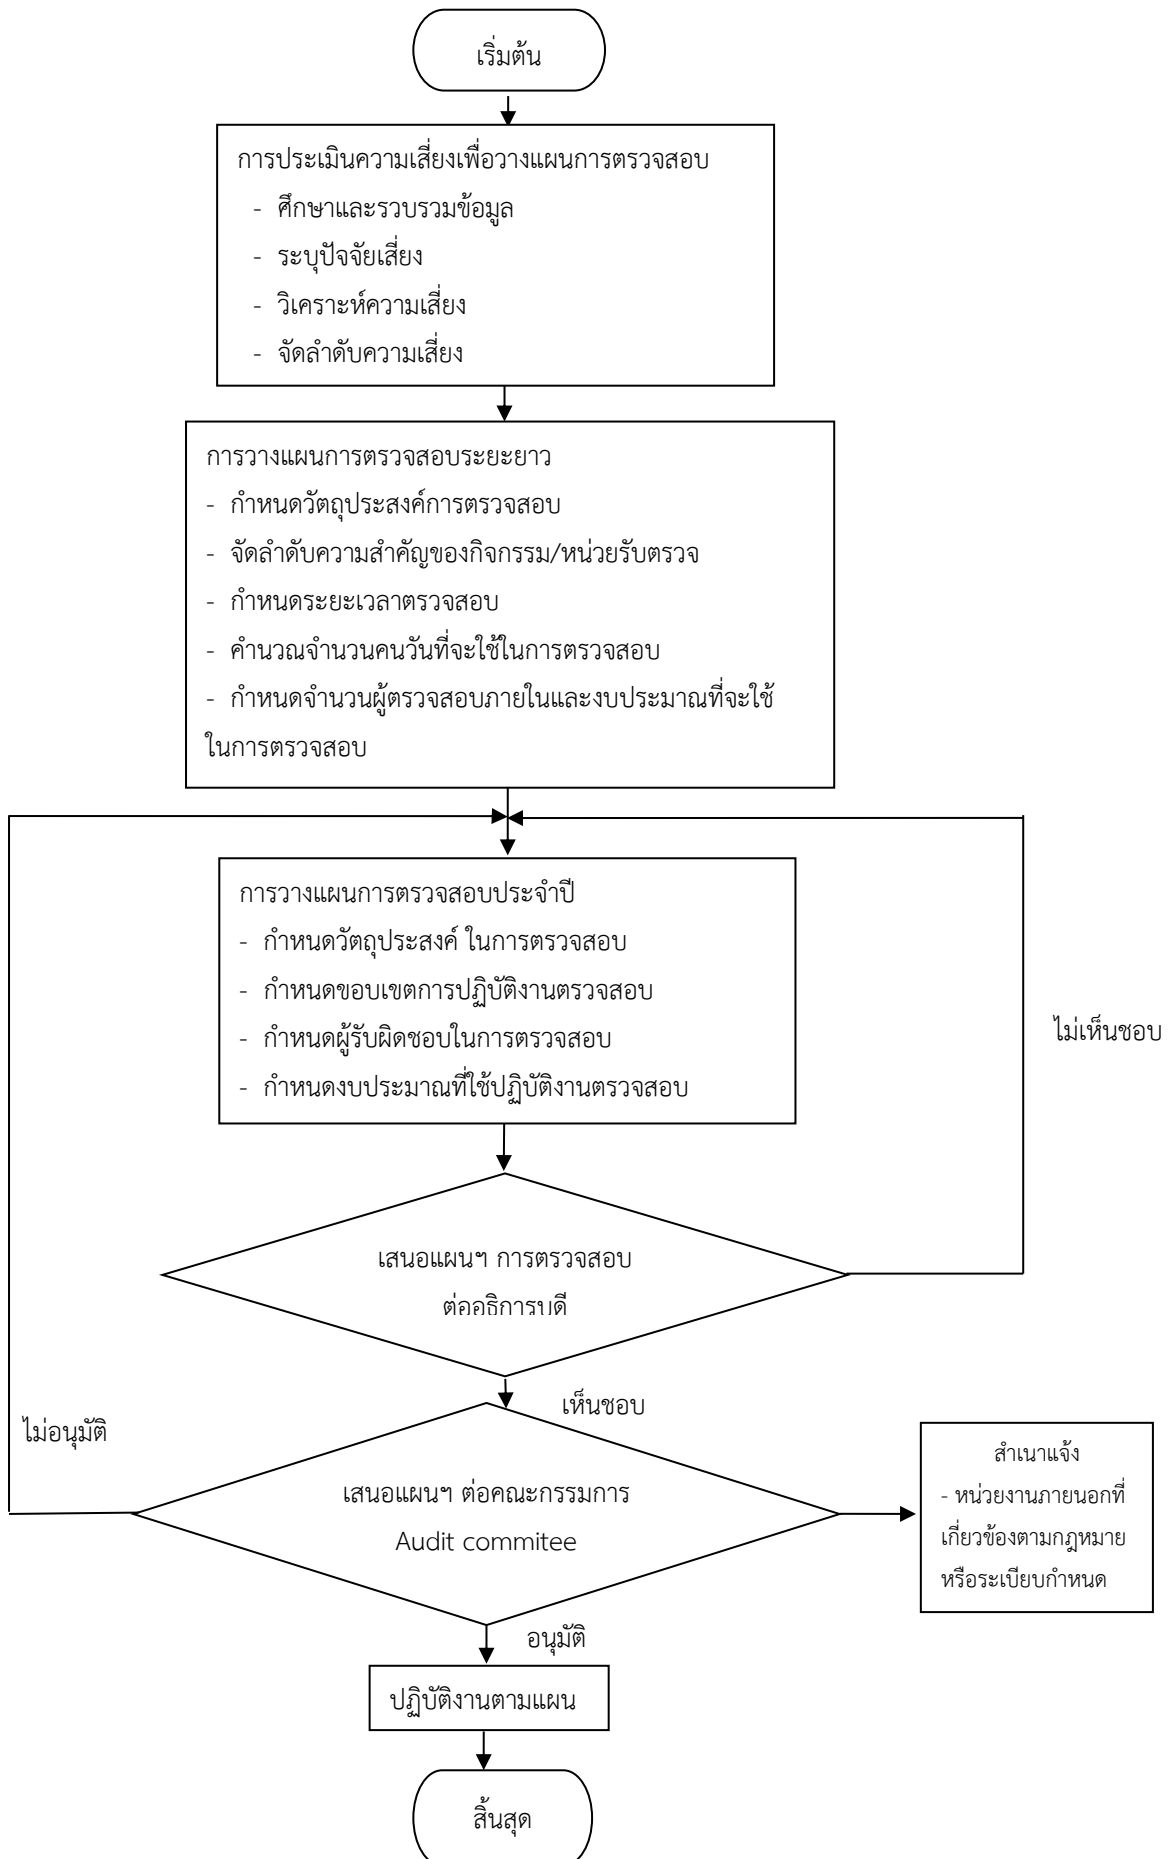 เริ่มต้น
การประเมินความเสี่ยงเพื่อวางแผนการตรวจสอบ
- ศึกษาและรวบรวมข้อมูล
- ระบุปัจจัยเสี่ยง
- วิเคราะห์ความเสี่ยง
- จัดลำดับความเสี่ยง
การวางแผนการตรวจสอบระยะยาว
- กำหนดวัตถุประสงค์การตรวจสอบ
- จัดลำดับความสำคัญของกิจกรรม/หน่วยรับตรวจ
- กำหนดระยะเวลาตรวจสอบ
- คำนวณจำนวนคนวันที่จะใช้ในการตรวจสอบ
- กำหนดจำนวนผู้ตรวจสอบภายในและงบประมาณที่จะใช้
ในการตรวจสอบ
การวางแผนการตรวจสอบประจำปี
- กำหนดวัตถุประสงค์ ในการตรวจสอบ
- กำหนดขอบเขตการปฏิบัติงานตรวจสอบ
- กำหนดผู้รับผิดชอบในการตรวจสอบ
- กำหนดงบประมาณที่ใช้ปฏิบัติงานตรวจสอบ
ไม่เห็นชอบ
เสนอแผนฯ การตรวจสอบ
ต่ออธิการบดี
เห็นชอบ
ไม่อนุมัติ
เสนอแผนฯ ต่อคณะกรรมการ
Audit commitee
สำเนาแจ้ง
- หน่วยงานภายนอกที่
เกี่ยวข้องตามกฎหมาย
หรือระเบียบกำหนด
อนุมัติ
ปฏิบัติงานตามแผน
สิ้นสุด